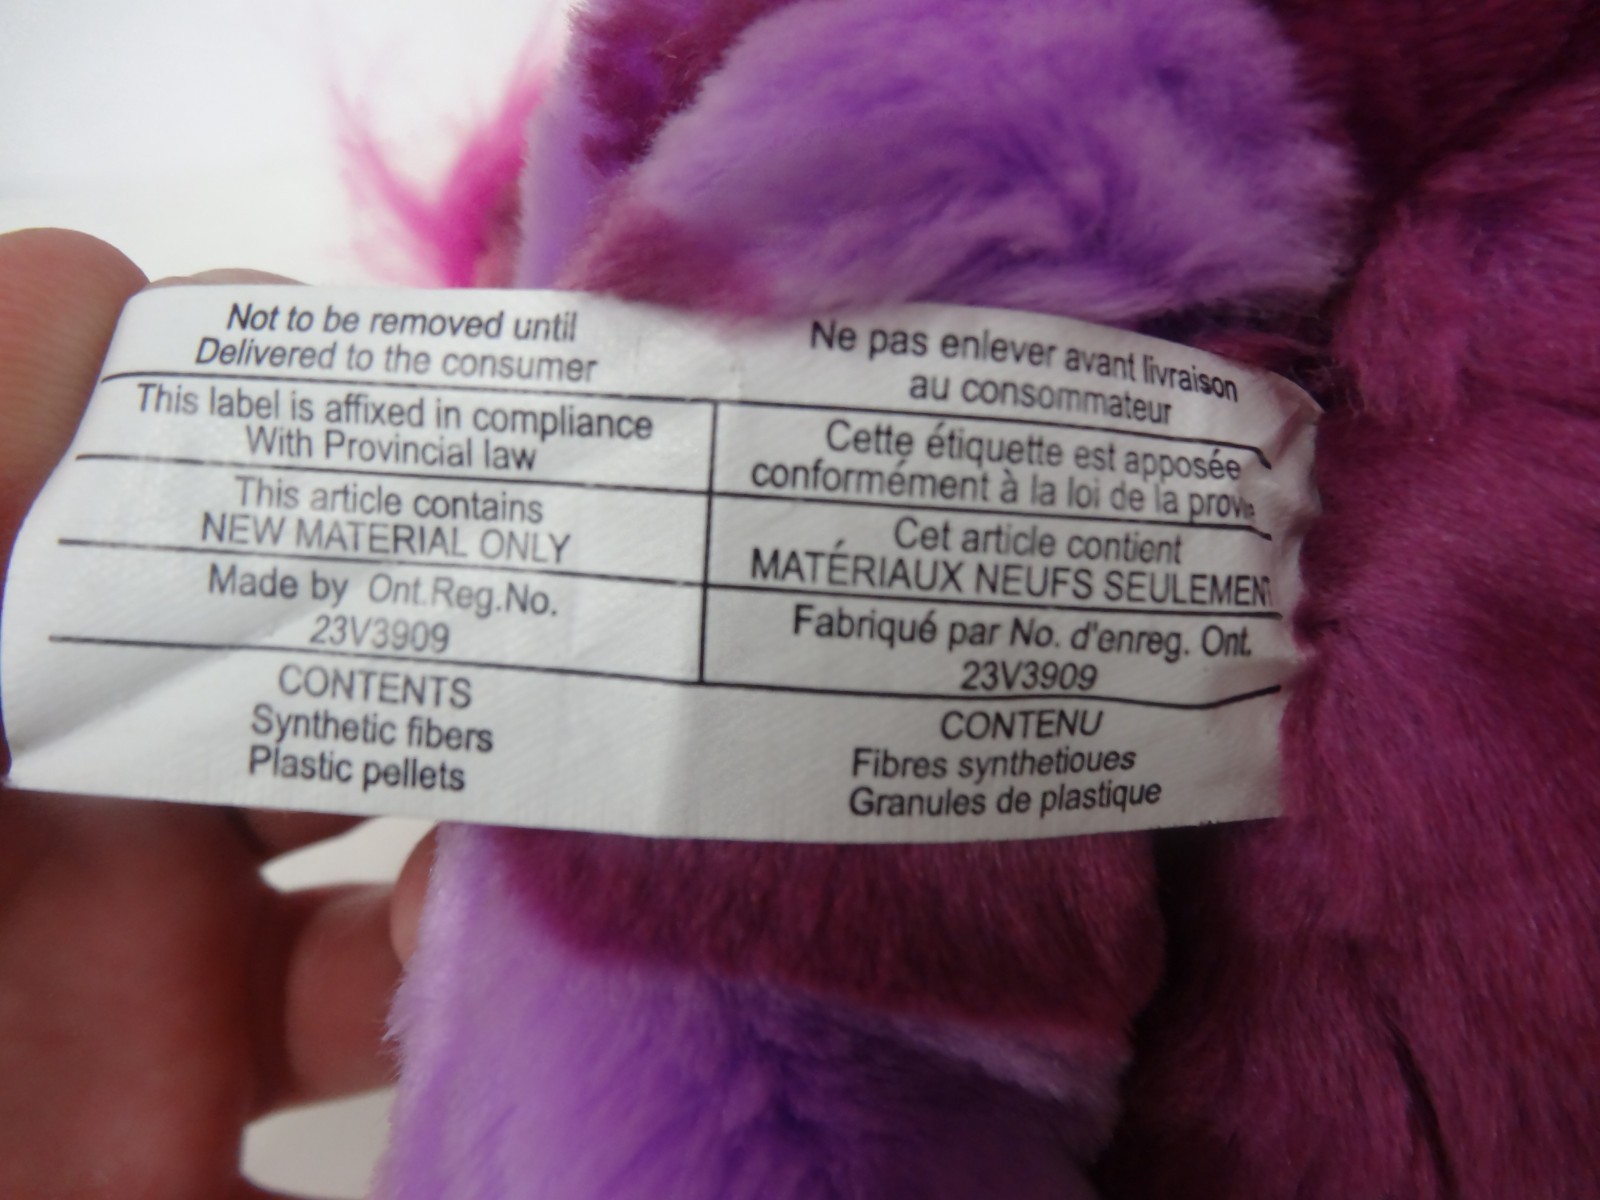 Not to be removed until
Delivered to the consumer
This label is affixed in compliance
With Provincial law
This article contains
NEW MATERIAL ONLY
Made by Ont.Reg.No.
23V3909
CONTENTS
Synthetic fibers
Plastic pellets
Ne pas enlever avant livraison
au consommateur
Cette étiquette est apposée
conformément à la loi de la
Cet article contient
MATÉRIAUX NEUFS SEULEMENT
Fabriqué par No. d'enreg. Ont.
23V3909
CONTENU
Fibres synthetioues
Granules de plastique